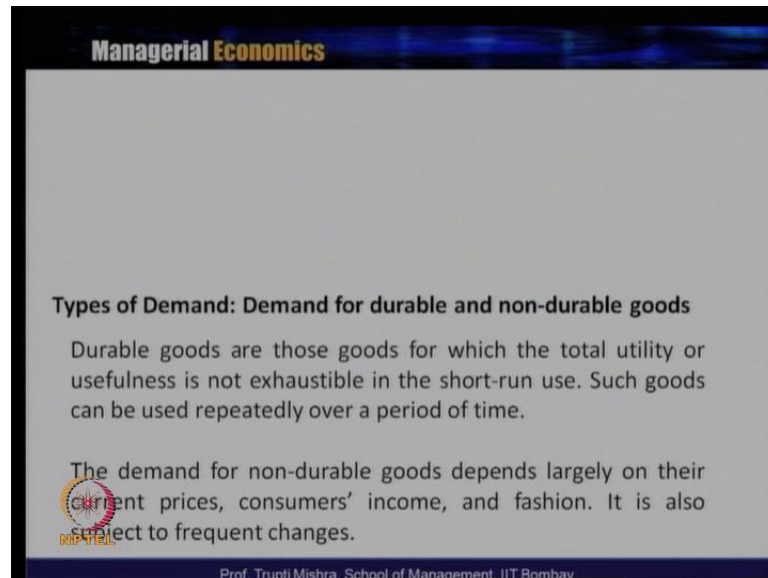 Managerial Economics
Types of Demand: Demand for durable and non-durable goods
Durable goods are those goods for which the total utility or
usefulness is not exhaustible in the short-run use. Such goods
can be used repeatedly over a period of time.
The demand for non-durable goods depends largely on their
current prices, consumers' income, and fashion. It is also
subject to frequent changes.
NPTEL
Prof. Trupti Mishra, School of Management, IIT Bombay